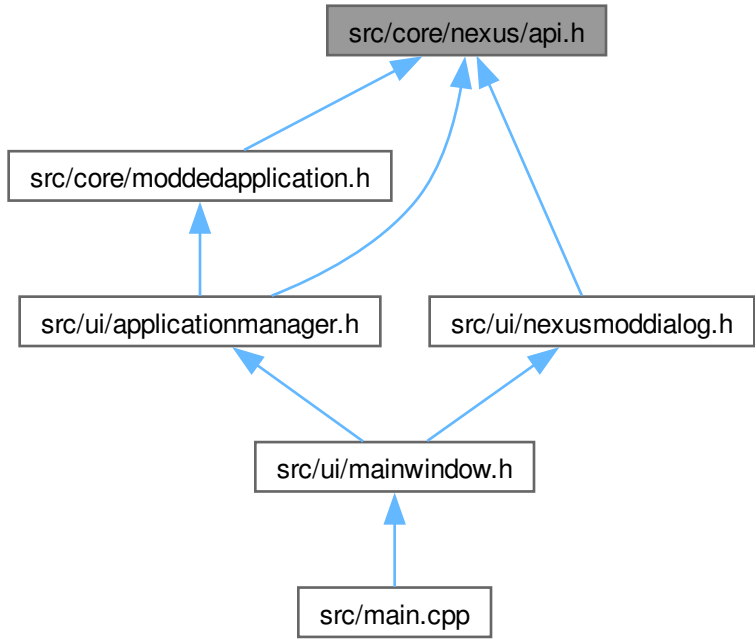 src/core/nexus/api.h
src/core/moddedapplication.h
src/ui/applicationmanager.h
src/ui/nexusmoddialog.h
src/ui/mainwindow.h
src/main.cpp